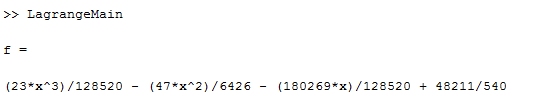 >> LagrangeMain
f =
(23*x^3)/128520 - (47*x^2)/6426 - (180269*x)/128520 + 48211/540